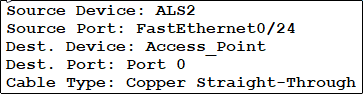 Source Device: ALS2
Source Port: FastEthernet0/24
Dest. Device: Access_Point
Dest. Port: Port 0
Cable Type: Copper Straight-Through